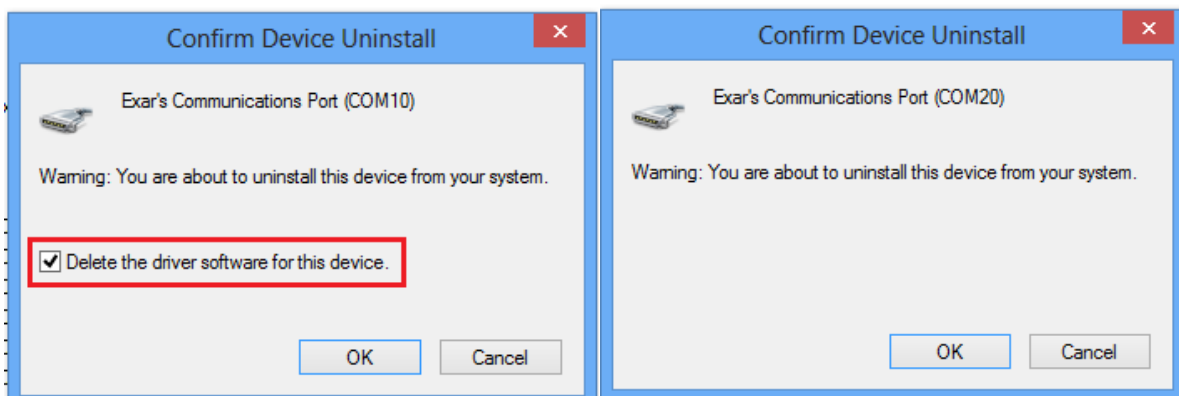 Confirm Device Uninstall
Exar's Communications Port (COM10)
Warning: You are about to uninstall this device from your system.
Delete the driver software for this device.
OK
Cancel
Confirm Device Uninstall
Exar's Communications Port (COM20)
Warning: You are about to uninstall this device from your system.
OK
Cancel